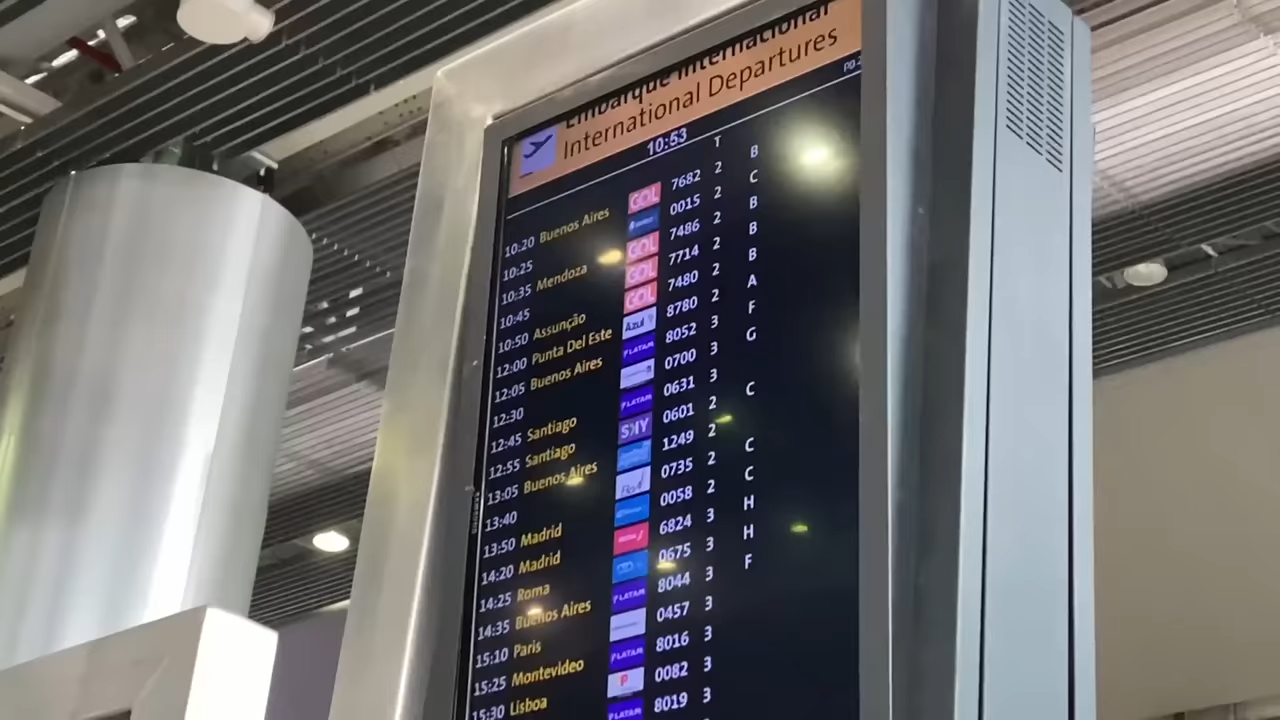 Embarque Internacional
International Departures
10:53
T
10:20 Buenos Aires GOL 7682 2 B
10:25 0015 2 C
10:35 Mendoza GOL 7486 2 B
10:45 GOL 7714 2 B
10:50 Assunção GOL 7480 2 B
12:00 Punta Del Este Azul 8780 2 A
12:05 Buenos Aires LATAM 8052 3 F
12:30 0700 3 G
12:45 Santiago LATAM 0631 3
12:55 Santiago SKY 0601 2 C
13:05 Buenos Aires 1249 2
13:40 0735 2 C
13:50 Madrid 0058 2 C
14:20 Madrid 6824 3 H
14:25 Roma 0675 3 H
14:35 Buenos Aires LATAM 8044 3 F
15:10 Paris 0457 3
15:25 Montevideo LATAM 8016 3
15:30 Lisboa 0082 3
LATAM 8019 3
SAMSUNG